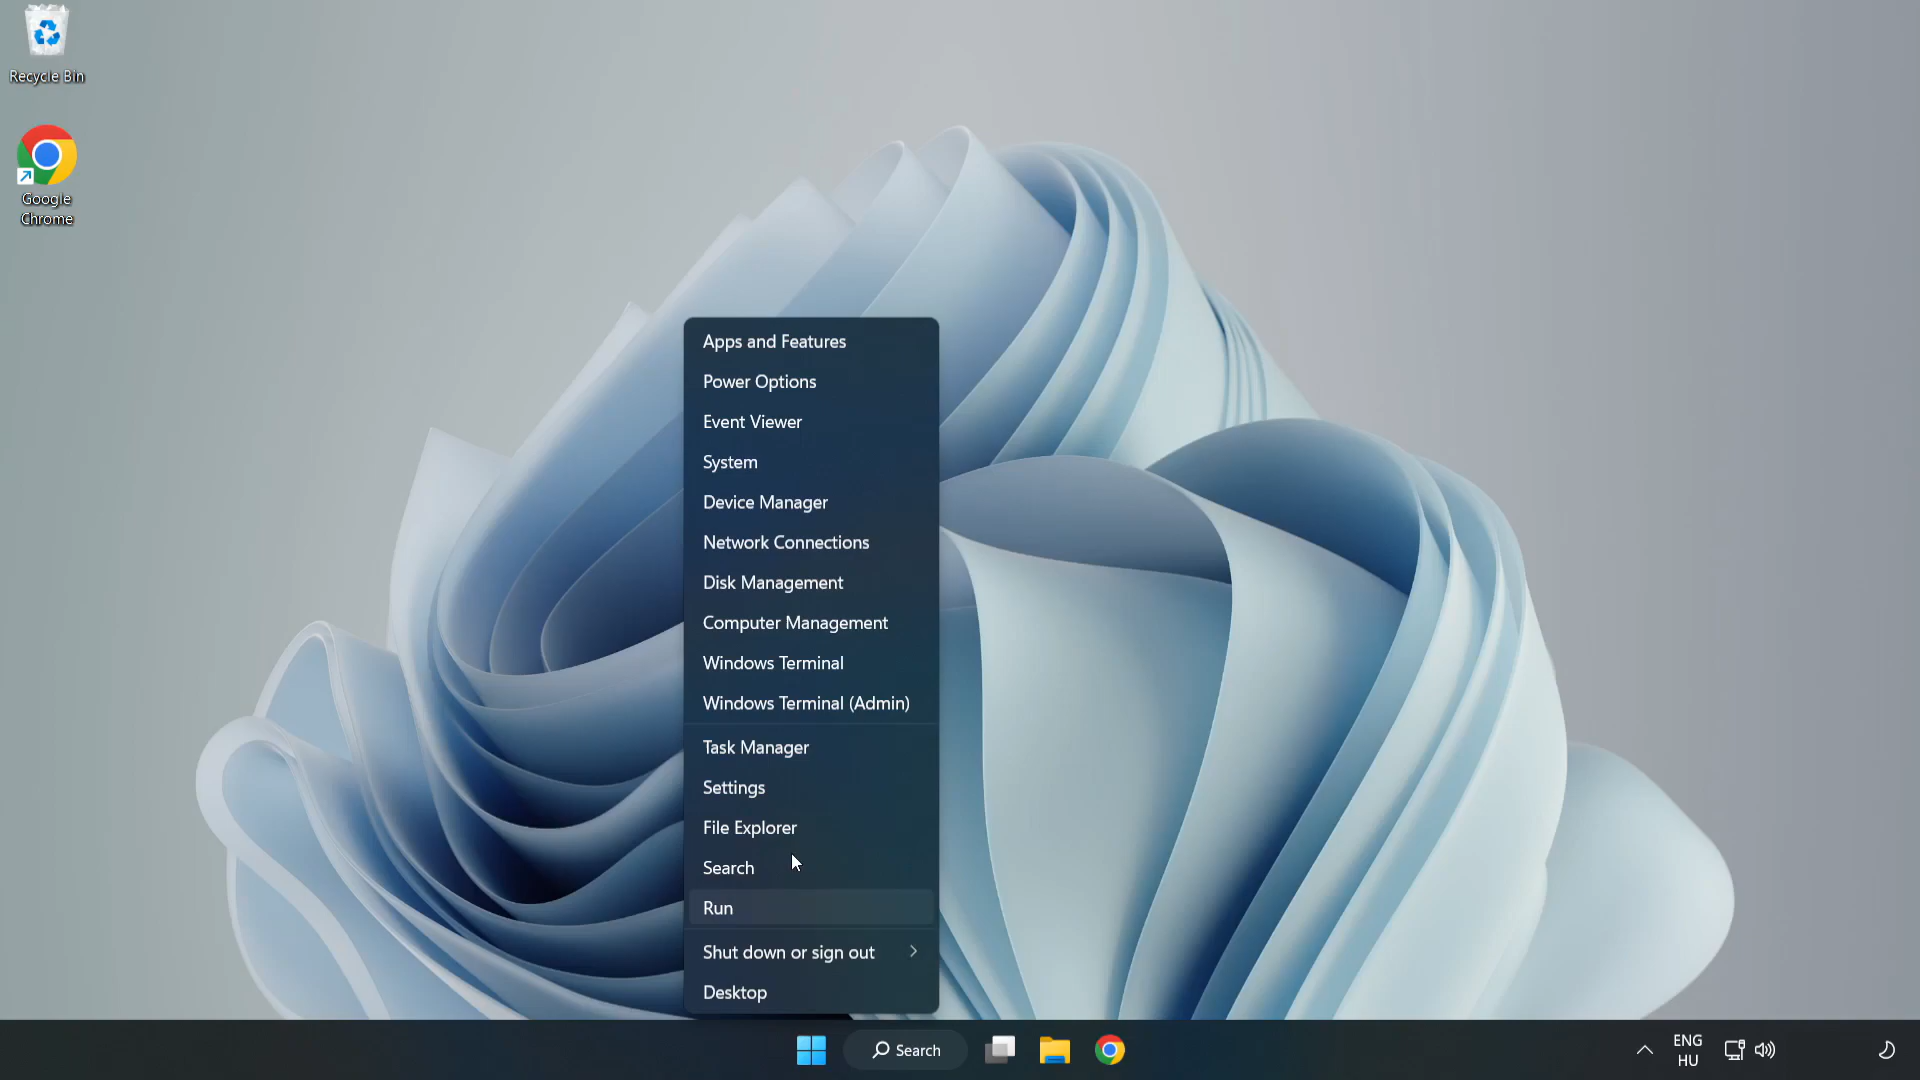 Recycle Bin
Google
Chrome
Apps and Features
Power Options
Event Viewer
System
Device Manager
Network Connections
Disk Management
Computer Management
Windows Terminal
Windows Terminal (Admin)
Task Manager
Settings
File Explorer
Search
Run
Shut down or sign out
Desktop
Search
ENG
HU